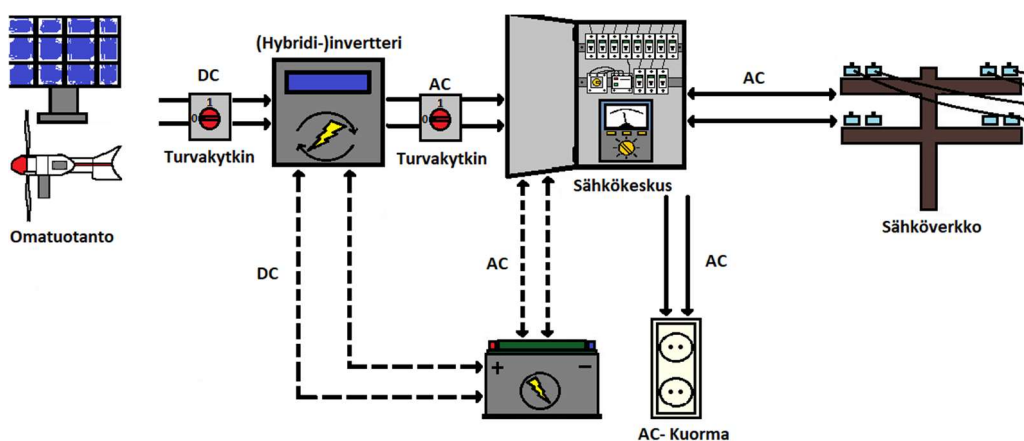 (Hybridi-)invertteri
DC
AC
AC
1
0
1
0
Turvakytkin
Turvakytkin
Sähkökeskus
Omatuotanto
Sähköverkko
DC
AC
AC
+ −
AC- Kuorma